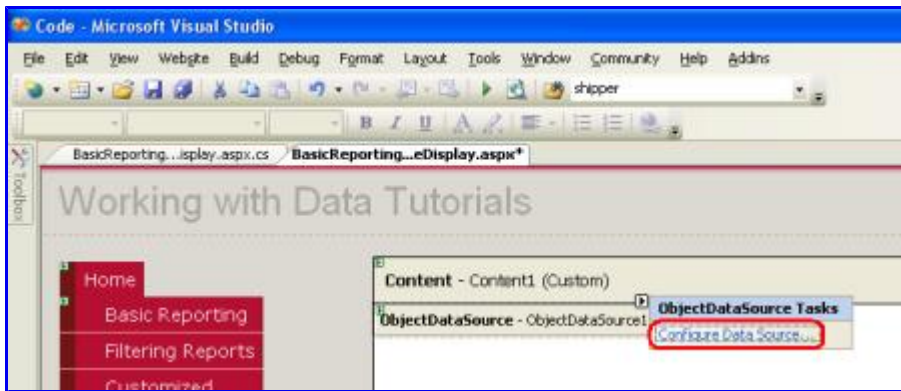 Code - Microsoft Visual Studio
File Edit View Website Build Debug Format Layout Tools Window Community Help Addins
shipper
B I U A
BasicReporting...isplay.aspx.cs BasicReporting...eDisplay.aspx*
Toolbox
Working with Data Tutorials
Home
Content - Content1 (Custom)
Basic Reporting
ObjectDataSource - ObjectDataSource1
ObjectDataSource Tasks
Configure Data Source...
Filtering Reports
Customized